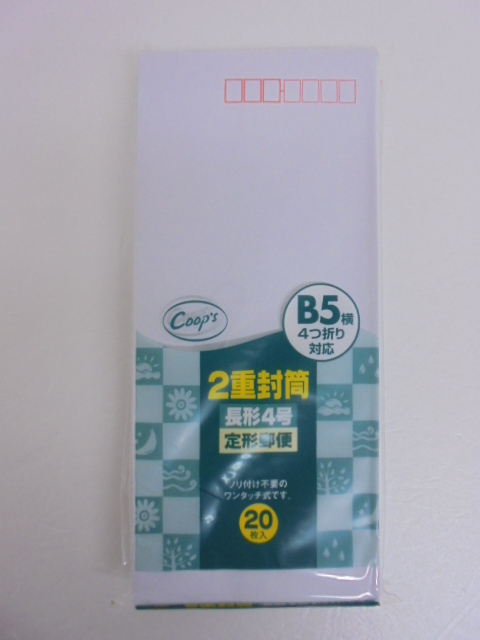 Coop's
B5横
4つ折り
対応
2重封筒
長形4号
定形郵便
ノリ付け不要の
ワンタッチ式です。
20
枚入